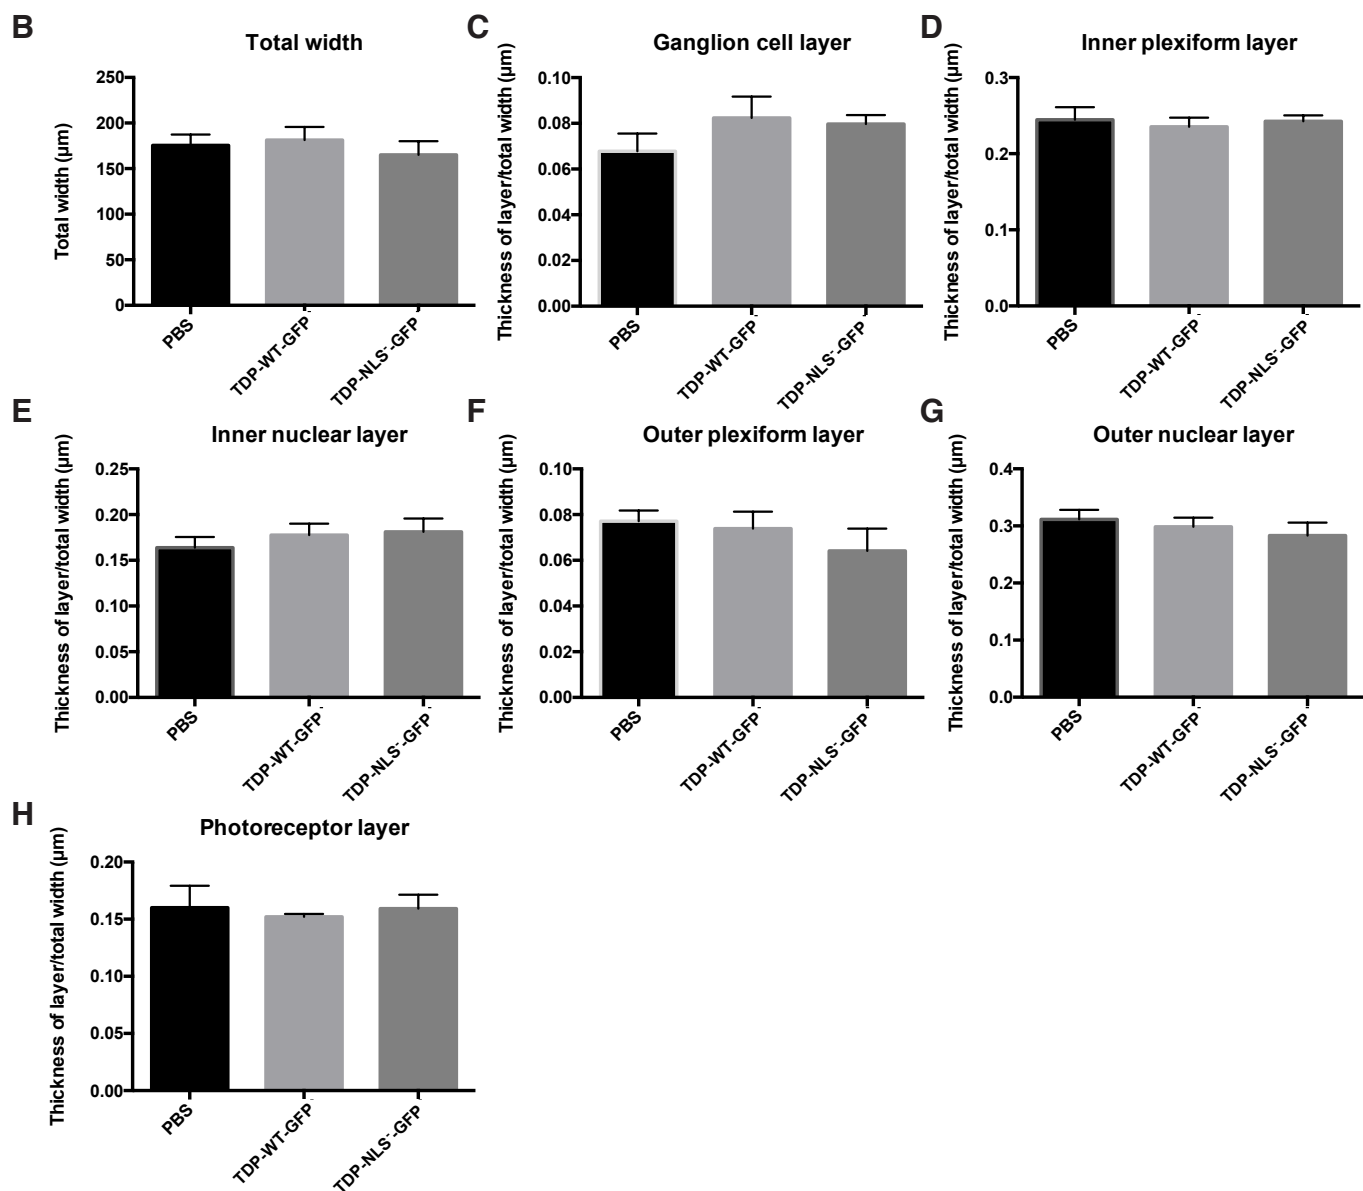 B
Total width
Total width (µm)
250
200
150
100
50
0
PBS
TDP-WT-GFP
TDP-NLS⁻-GFP
C
Ganglion cell layer
Thickness of layer/total width (µm)
0.10
0.08
0.06
0.04
0.02
0.00
PBS
TDP-WT-GFP
TDP-NLS⁻-GFP
D
Inner plexiform layer
Thickness of layer/total width (µm)
0.3
0.2
0.1
0.0
PBS
TDP-WT-GFP
TDP-NLS⁻-GFP
E
Inner nuclear layer
Thickness of layer/total width (µm)
0.25
0.20
0.15
0.10
0.05
0.00
PBS
TDP-WT-GFP
TDP-NLS⁻-GFP
F
Outer plexiform layer
Thickness of layer/total width (µm)
0.10
0.08
0.06
0.04
0.02
0.00
PBS
TDP-WT-GFP
TDP-NLS⁻-GFP
G
Outer nuclear layer
Thickness of layer/total width (µm)
0.4
0.3
0.2
0.1
0.0
PBS
TDP-WT-GFP
TDP-NLS⁻-GFP
H
Photoreceptor layer
Thickness of layer/total width (µm)
0.20
0.15
0.10
0.05
0.00
PBS
TDP-WT-GFP
TDP-NLS⁻-GFP